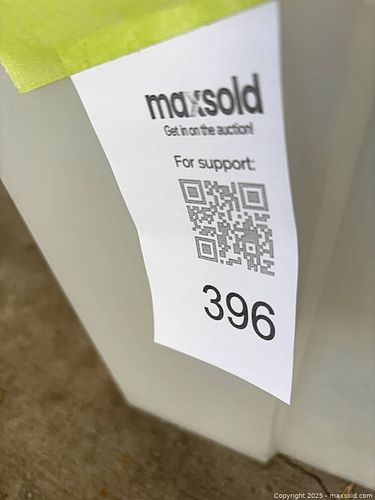 maxsold
Get in on the auction!
For support:
396
Copyright 2025 - maxsold.com